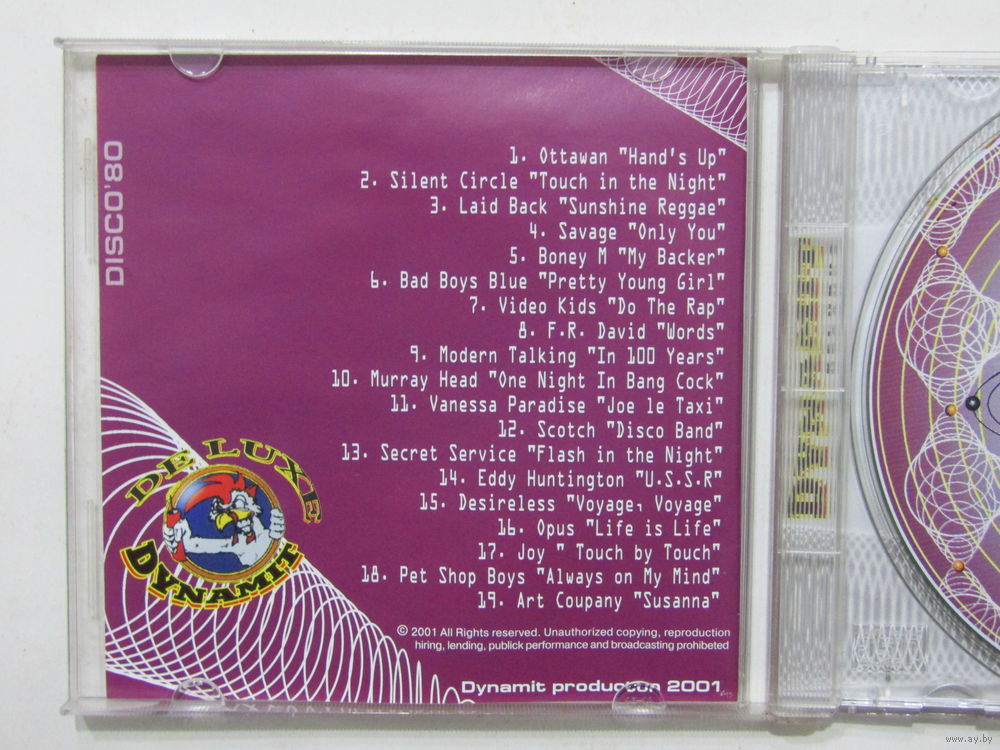 DISCO'80
1. Ottawan "Hand's Up"
2. Silent Circle "Touch in the Night"
3. Laid Back "Sunshine Reggae"
4. Savage "Only You"
5. Boney M "My Backer"
6. Bad Boys Blue "Pretty Young Girl"
7. Video Kids "Do The Rap"
8. F.R. David "Words"
9. Modern Talking "In 100 Years"
10. Murray Head "One Night In Bang Cock"
11. Vanessa Paradise "Joe le Taxi"
12. Scotch "Disco Band"
13. Secret Service "Flash in the Night"
14. Eddy Huntington "U.S.S.R"
15. Desireless "Voyage, Voyage"
16. Opus "Life is Life"
17. Joy " Touch by Touch"
18. Pet Shop Boys "Always on My Mind"
19. Art Coupany "Susanna"
DE LUXE
DYNAMIT
© 2001 All Rights reserved. Unauthorized copying, reproduction
hiring, lending, publick performance and broadcasting prohibeted
Dynamit production 2001
www.ay.by